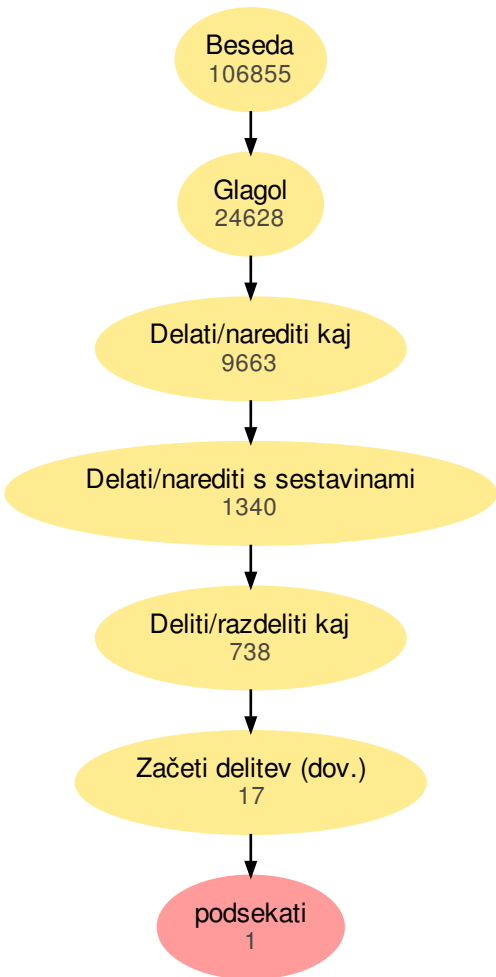 Beseda
106855
Glagol
24628
Delati/narediti kaj
9663
Delati/narediti s sestavinami
1340
Deliti/razdeliti kaj
738
Začeti delitev (dov.)
17
podsekati
1